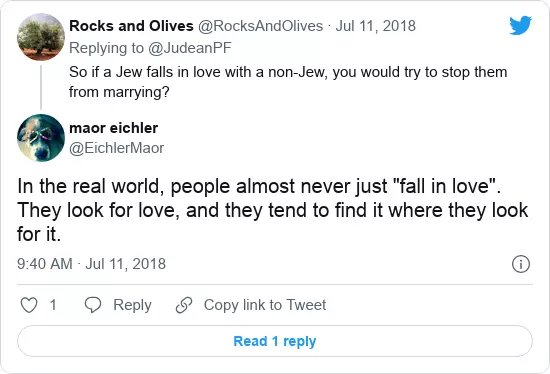 Rocks and Olives @RocksAndOlives · Jul 11, 2018
Replying to @JudeanPF
So if a Jew falls in love with a non-Jew, you would try to stop them
from marrying?
maor eichler
@EichlerMaor
In the real world, people almost never just "fall in love".
They look for love, and they tend to find it where they look
for it.
9:40 AM · Jul 11, 2018
1 Reply Copy link to Tweet
Read 1 reply